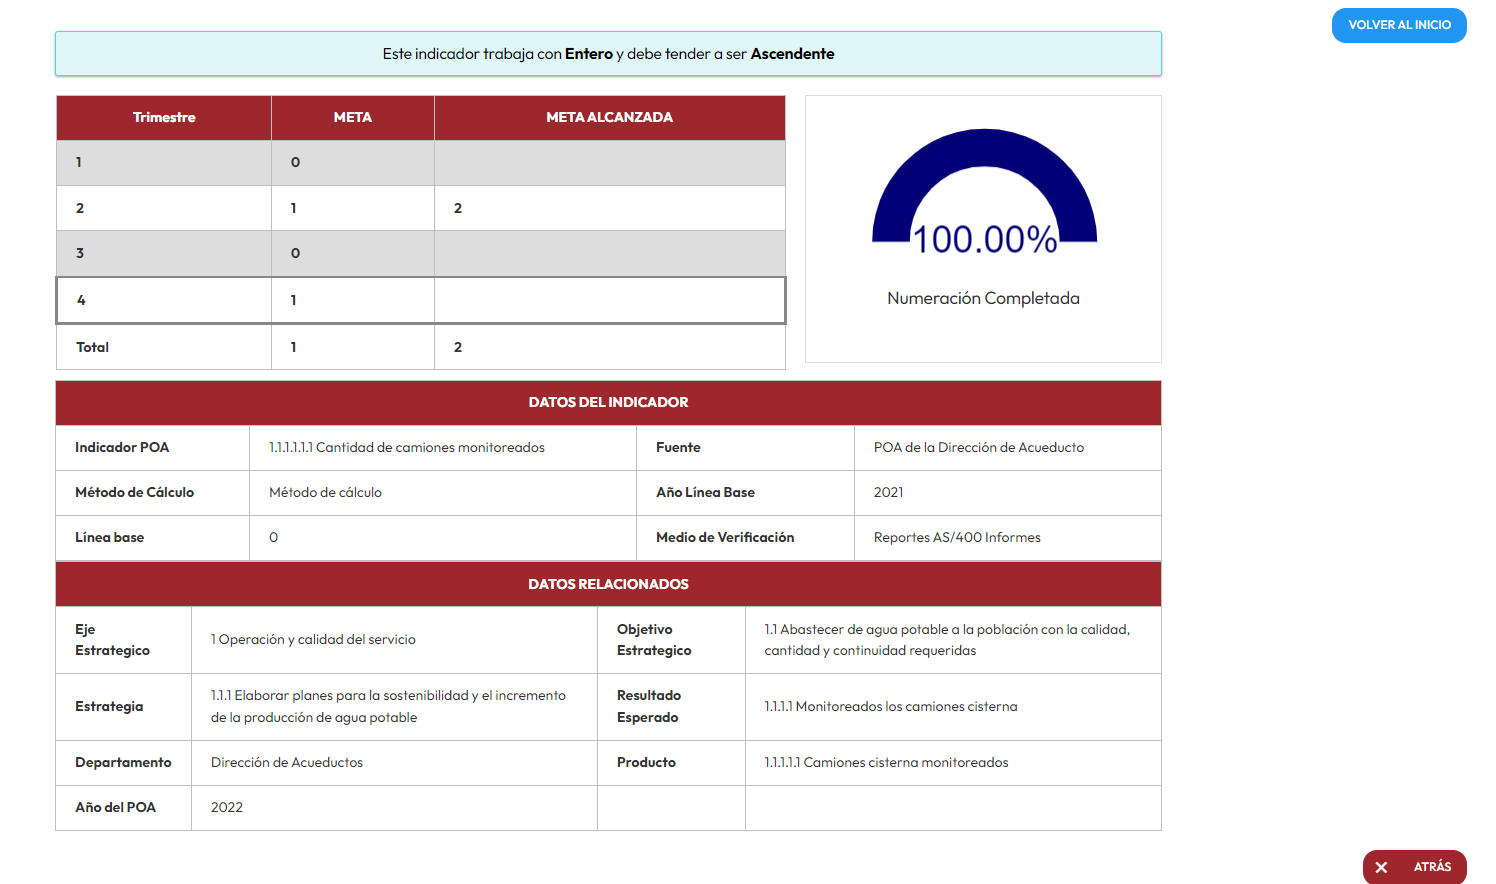 VOLVER AL INICIO
Este indicador trabaja con Entero y debe tender a ser Ascendente
Trimestre META META ALCANZADA
1 0
2 1 2
3 0
4 1
Total 1 2
100.00%
Numeración Completada
DATOS DEL INDICADOR
Indicador POA 1.1.1.1.1.1 Cantidad de camiones monitoreados Fuente POA de la Dirección de Acueducto
Método de Cálculo Método de cálculo Año Línea Base 2021
Línea base 0 Medio de Verificación Reportes AS/400 Informes
DATOS RELACIONADOS
Eje
Estrategico
1 Operación y calidad del servicio
Objetivo
Estrategico
1.1 Abastecer de agua potable a la población con la calidad,
cantidad y continuidad requeridas
Estrategia
1.1.1 Elaborar planes para la sostenibilidad y el incremento
de la producción de agua potable
Resultado
Esperado
1.1.1.1 Monitoreados los camiones cisterna
Departamento Dirección de Acueductos Producto 1.1.1.1.1 Camiones cisterna monitoreados
Año del POA 2022
ATRÁS